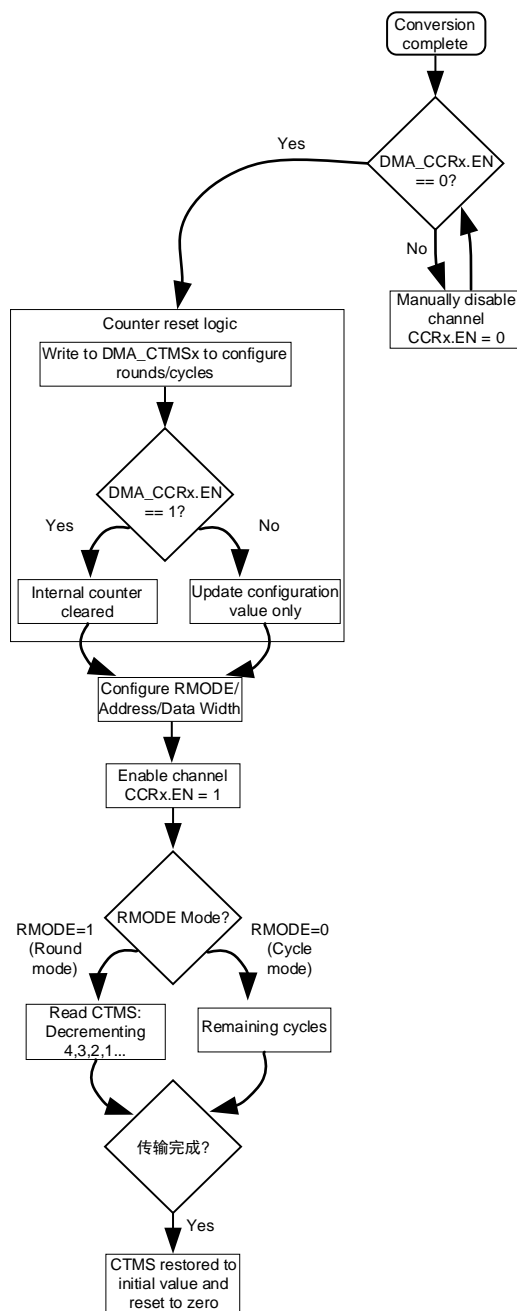 Conversion
complete
Yes
DMA_CCRx.EN
== 0?
No
Manually disable
channel
CCRx.EN = 0
Counter reset logic
Write to DMA_CTMSx to configure
rounds/cycles
DMA_CCRx.EN
== 1?
Yes
No
Internal counter
cleared
Update configuration
value only
Configure RMODE/
Address/Data Width
Enable channel
CCRx.EN = 1
RMODE Mode?
RMODE=1
(Round
mode)
RMODE=0
(Cycle
mode)
Read CTMS:
Decrementing
4,3,2,1...
Remaining cycles
传输完成?
Yes
CTMS restored to
initial value and
reset to zero